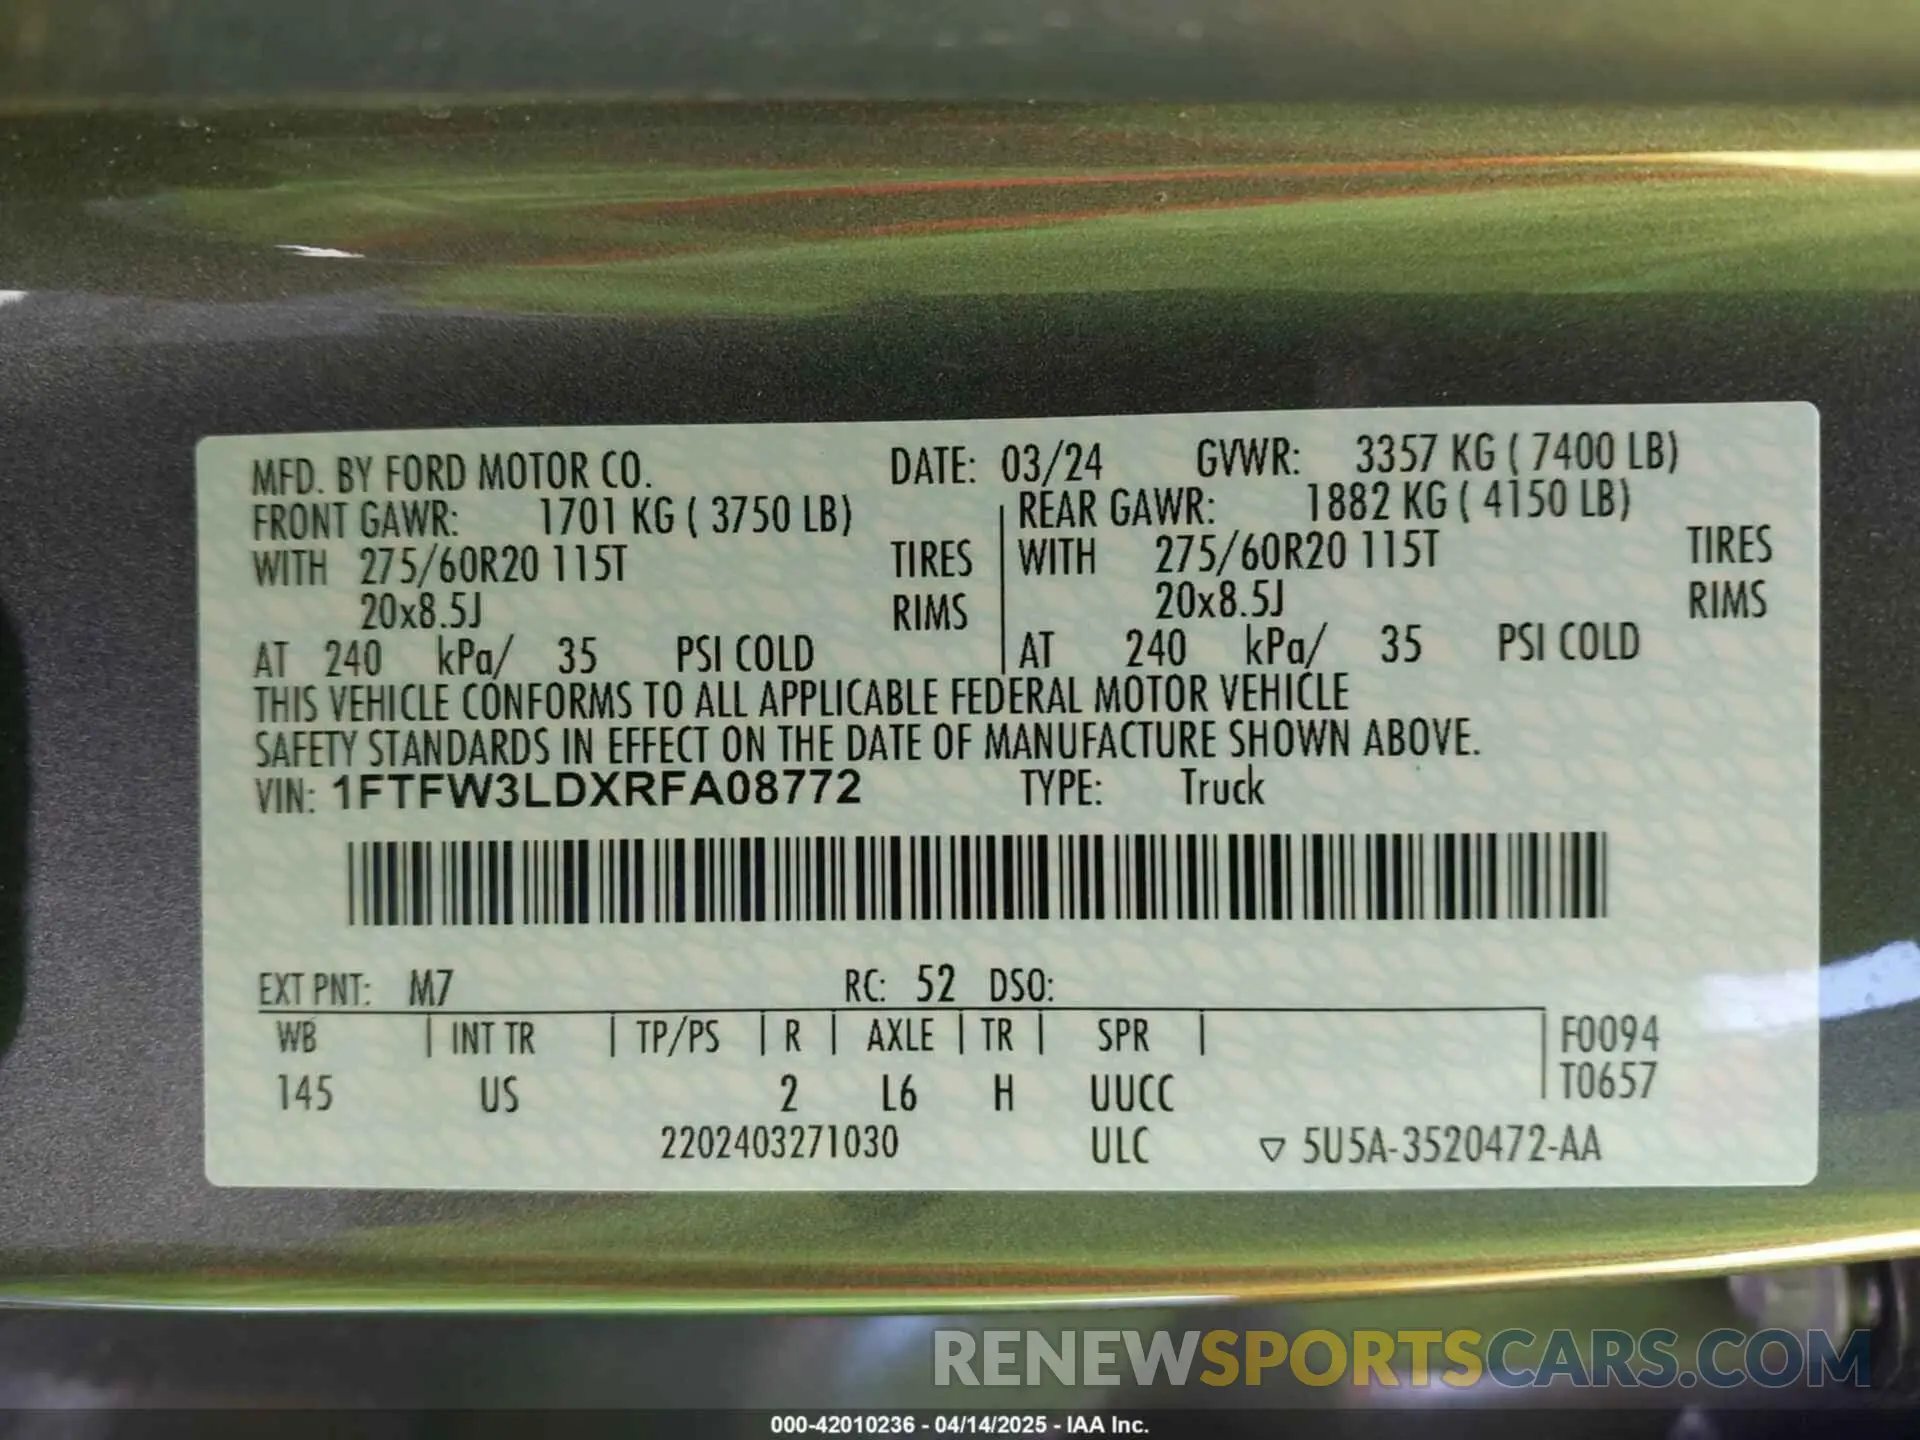 MFD. BY FORD MOTOR CO. DATE: 03/24 GVWR: 3357 KG ( 7400 LB)
FRONT GAWR: 1701 KG ( 3750 LB) REAR GAWR: 1882 KG ( 4150 LB)
WITH 275/60R20 115T TIRES WITH 275/60R20 115T TIRES
20x8.5J RIMS 20x8.5J RIMS
AT 240 kPa/ 35 PSI COLD AT 240 kPa/ 35 PSI COLD
THIS VEHICLE CONFORMS TO ALL APPLICABLE FEDERAL MOTOR VEHICLE
SAFETY STANDARDS IN EFFECT ON THE DATE OF MANUFACTURE SHOWN ABOVE.
VIN: 1FTFW3LDXRFA08772 TYPE: Truck
EXT PNT: M7 RC: 52 DSO:
WB INT TR TP/PS R AXLE TR SPR F0094
145 US 2 L6 H UUCC T0657
2202403271030 ULC ▽ 5U5A-3520472-AA
RENEWSPORTSCARS.COM
000-42010236 - 04/14/2025 - IAA Inc.